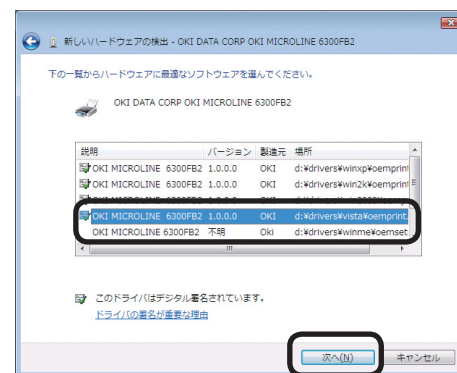 新しいハードウェアの検出 - OKI DATA CORP OKI MICROLINE 6300FB2
下の一覧からハードウェアに最適なソフトウェアを選んでください。
OKI DATA CORP OKI MICROLINE 6300FB2
説明 バージョン 製造元 場所
OKI MICROLINE 6300FB2 1.0.0.0 OKI d:¥drivers¥winxp¥oemprin
OKI MICROLINE 6300FB2 1.0.0.0 OKI d:¥drivers¥win2k¥oemprin
OKI MICROLINE 6300FB2 1.0.0.0 OKI d:¥drivers¥vista¥oemprint
OKI MICROLINE 6300FB2 不明 Oki d:¥drivers¥winme¥oemset
このドライバはデジタル署名されています。
ドライバの署名が重要な理由
次へ(N) キャンセル